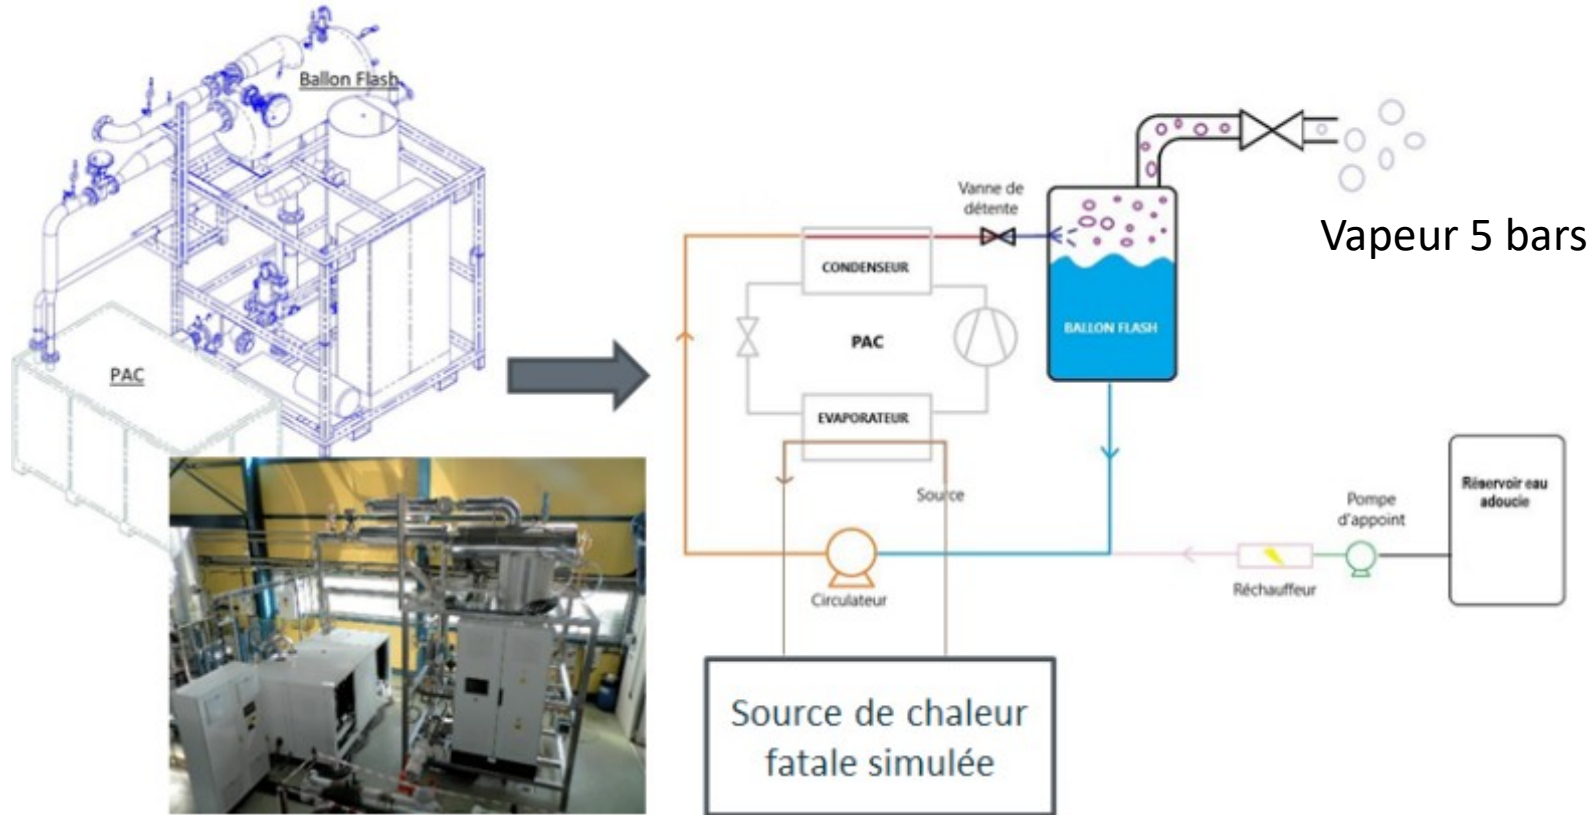 Ballon Flash
PAC
Vanne de
détente
Vapeur 5 bars
CONDENSEUR
BALLON FLASH
PAC
EVAPORATEUR
Source
Circulateur
Réchauffeur
Pompe
d'appoint
Réservoir eau
adoucie
Source de chaleur
fatale simulée